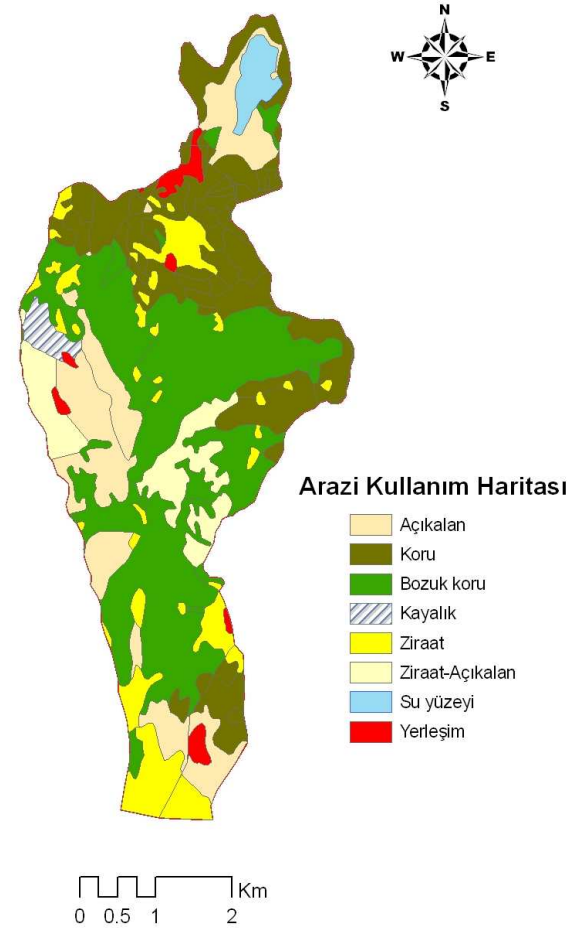 N
W E
S
Arazi Kullanım Haritası
Açıkalan
Koru
Bozuk koru
Kayalık
Ziraat
Ziraat-Açıkalan
Su yüzeyi
Yerleşim
Km
0 0.5 1 2